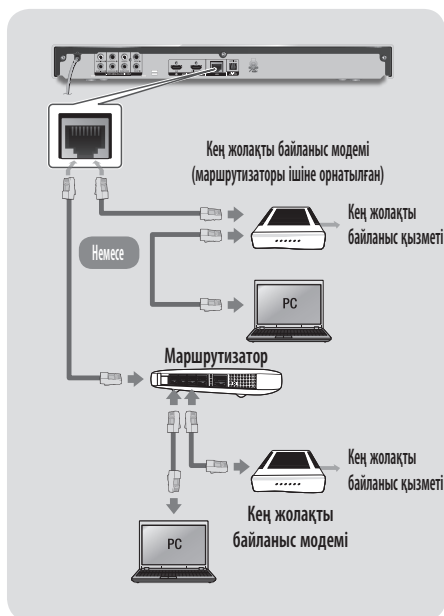 Кең жолақты байланыс модемі
(маршрутизаторы ішіне орнатылған)
Кең жолақты
байланыс қызметі
Немесе
PC
Маршрутизатор
Кең жолақты
байланыс қызметі
Кең жолақты
байланыс модемі
PC